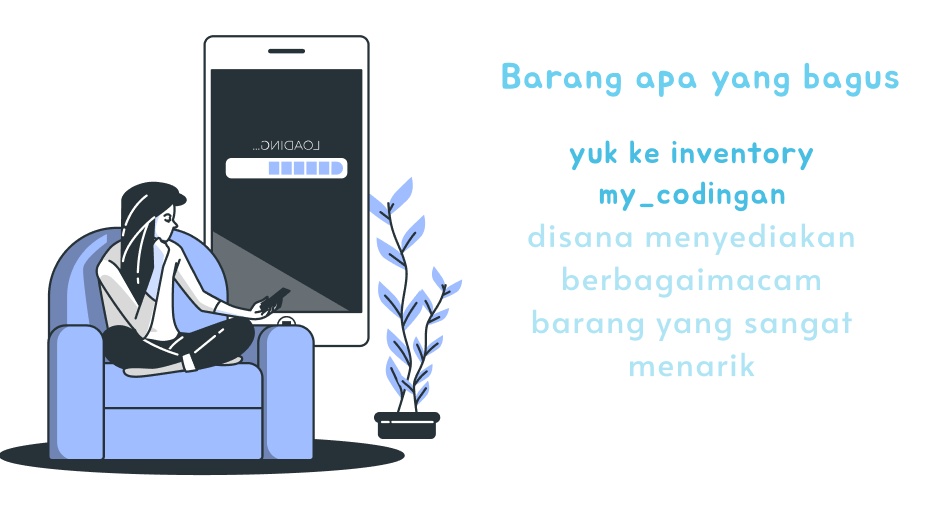 LOADING...
Barang apa yang bagus
yuk ke inventory
my_codingan
disana menyediakan
berbagaimacam
barang yang sangat
menarik